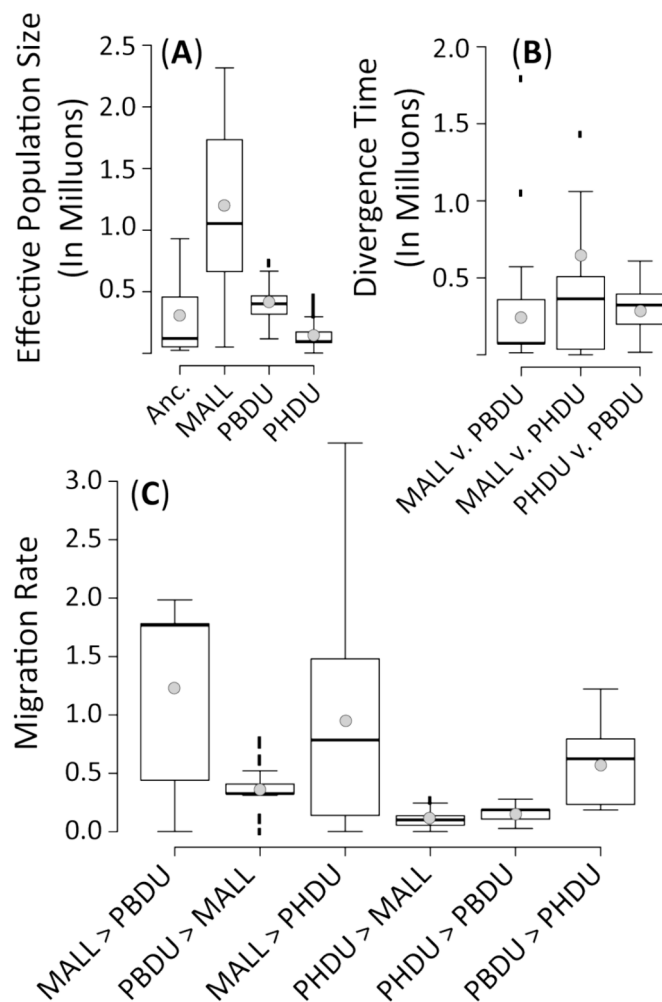 (A)
Effective Population Size
(In Milluons)
2.5
2.0
1.5
1.0
0.5
Anc.
MALL
PBDU
PHDU
(B)
Divergence Time
(In Milluons)
2.0
1.5
1.0
0.5
MALL v. PBDU
MALL v. PHDU
PHDU v. PBDU
(C)
Migration Rate
3.0
2.5
2.0
1.5
1.0
0.5
0.0
MALL > PBDU
PBDU > MALL
MALL > PHDU
PHDU > MALL
PHDU > PBDU
PBDU > PHDU